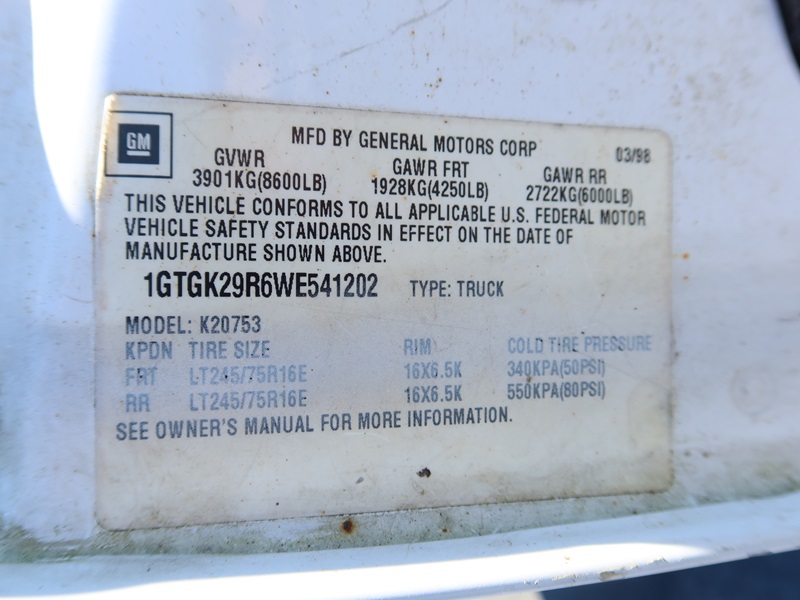 GM
MFD BY GENERAL MOTORS CORP 03/98
GVWR GAWR FRT GAWR RR
3901KG(8600LB) 1928KG(4250LB) 2722KG(6000LB)
THIS VEHICLE CONFORMS TO ALL APPLICABLE U.S. FEDERAL MOTOR
VEHICLE SAFETY STANDARDS IN EFFECT ON THE DATE OF
MANUFACTURE SHOWN ABOVE.
1GTGK29R6WE541202 TYPE: TRUCK
MODEL: K20753
KPDN TIRE SIZE RIM COLD TIRE PRESSURE
FRT LT245/75R16E 16X6.5K 340KPA(50PSI)
RR LT245/75R16E 16X6.5K 550KPA(80PSI)
SEE OWNER'S MANUAL FOR MORE INFORMATION.